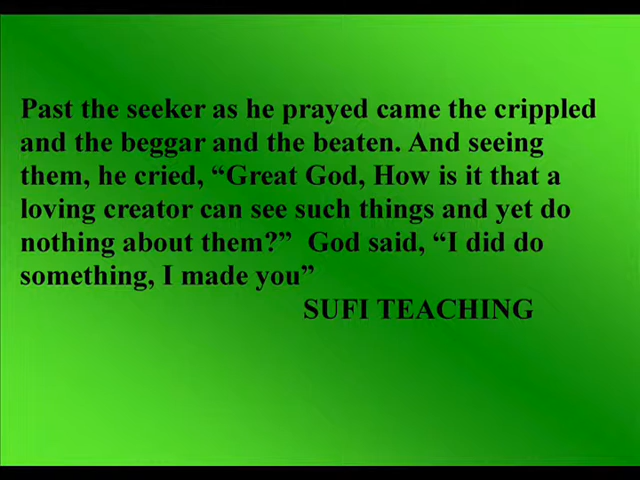 Past the seeker as he prayed came the crippled
and the beggar and the beaten. And seeing
them, he cried, “Great God, How is it that a
loving creator can see such things and yet do
nothing about them?”  God said, “I did do
something, I made you”
SUFI TEACHING